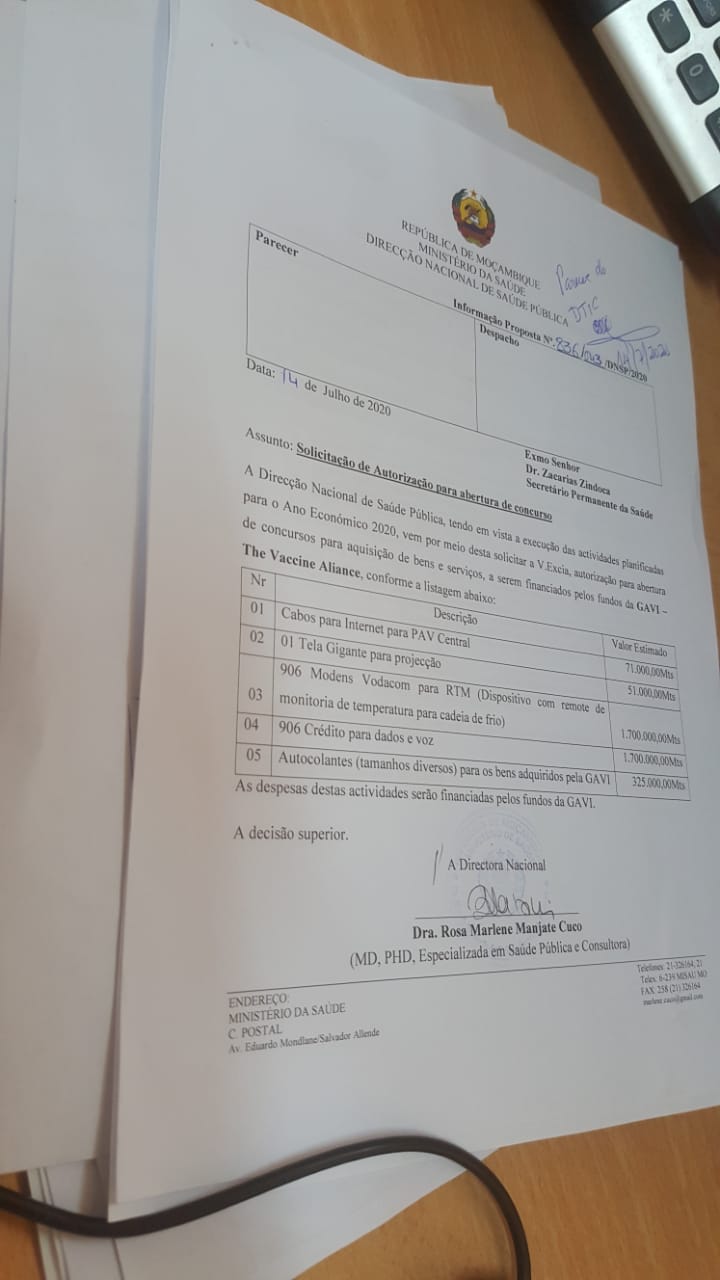 REPÚBLICA DE MOÇAMBIQUE
MINISTÉRIO DA SAÚDE
DIRECÇÃO NACIONAL DE SAÚDE PÚBLICA
do
DTIC
14/7/2020
Informação Proposta Nº.836/043/DNSP/2020
Parecer
Despacho
Data: 14 de Julho de 2020
Exmo Senhor
Dr. Zacarias Zindoca
Secretário Permanente da Saúde
Assunto: Solicitação de Autorização para abertura de concurso
A Direcção Nacional de Saúde Pública, tendo em vista a execução das actividades planificadas
para o Ano Económico 2020, vem por meio desta solicitar a V.Excia, autorização para abertura
de concursos para aquisição de bens e serviços, a serem financiados pelos fundos da GAVI –
The Vaccine Aliance, conforme a listagem abaixo:
Nr Descrição Valor Estimado
01 Cabos para Internet para PAV Central 71.000,00Mts
02 01 Tela Gigante para projecção 51.000,00Mts
03 906 Modens Vodacom para RTM (Dispositivo com remote de
monitoria de temperatura para cadeia de frio) 1.700.000,00Mts
04 906 Crédito para dados e voz 1.700.000,00Mts
05 Autocolantes (tamanhos diversos) para os bens adquiridos pela GAVI 325.000,00Mts
As despesas destas actividades serão financiadas pelos fundos da GAVI.
A decisão superior.
A Directora Nacional
Dra. Rosa Marlene Manjate Cuco
(MD, PHD, Especializada em Saúde Pública e Consultora)
ENDEREÇO:
MINISTÉRIO DA SAÚDE
C. POSTAL
Av. Eduardo Mondlane/Salvador Allende
Telefones: 21-326164; 21
Telex: 6-239 MISAU MO
FAX: 258 (21) 326164
marlene.cuco@gmail.com